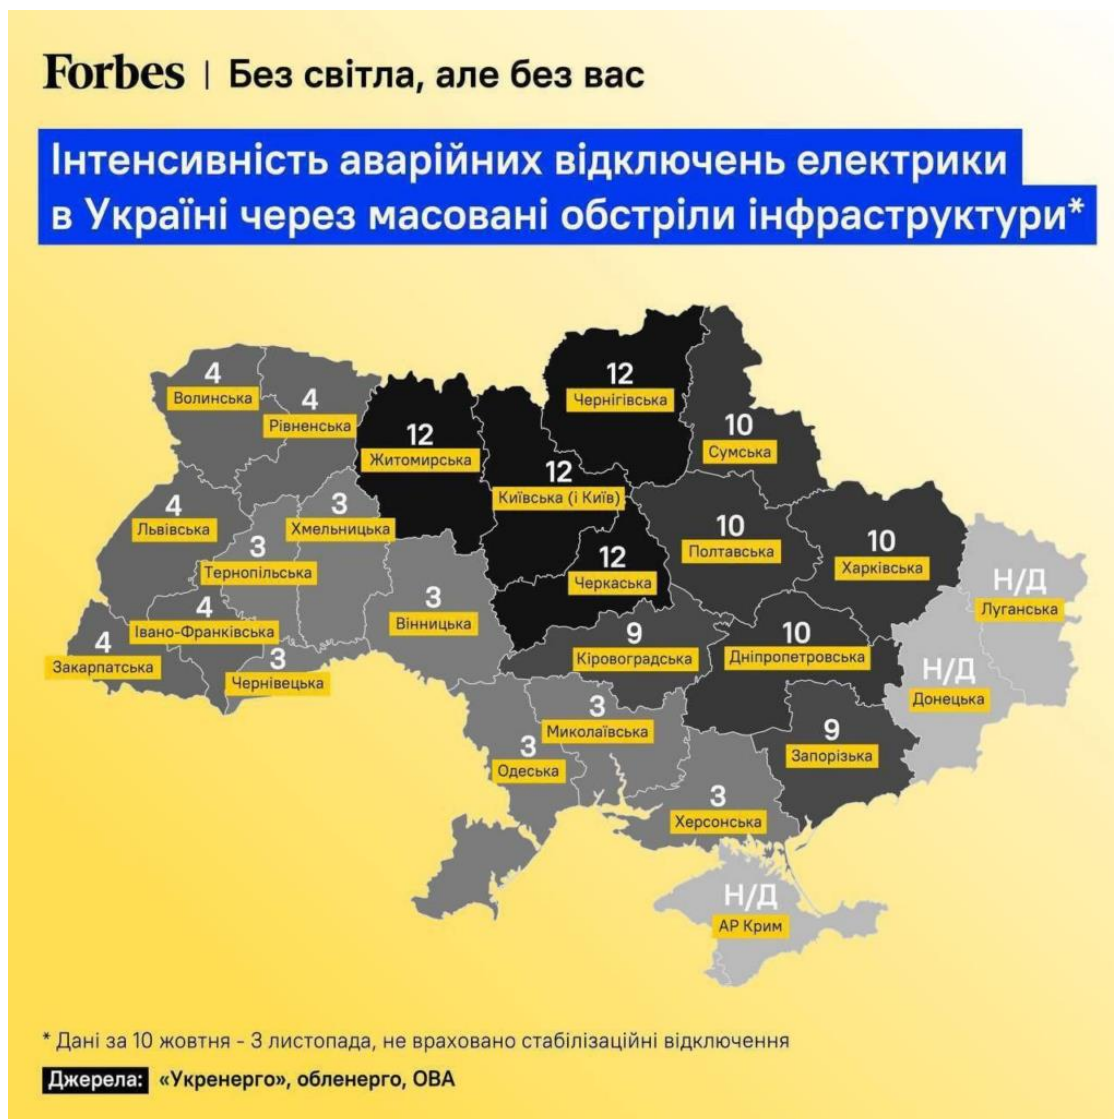 Forbes | Без світла, але без вас
Інтенсивність аварійних відключень електрики
в Україні через масовані обстріли інфраструктури*
12
Чернігівська
4
Волинська
4
Рівненська
12
Житомирська
10
Сумська
12
Київська (і Київ)
4
Львівська
3
Хмельницька
3
Тернопільська
10
Полтавська
10
Харківська
12
Черкаська
Н/Д
Луганська
4
Івано-Франківська
3
Вінницька
4
Закарпатська
3
Чернівецька
9
Кіровоградська
10
Дніпропетровська
Н/Д
Донецька
3
Миколаївська
3
Одеська
9
Запорізька
3
Херсонська
Н/Д
АР Крим
* Дані за 10 жовтня - 3 листопада, не враховано стабілізаційні відключення
Джерела: «Укренерго», обленерго, ОВА